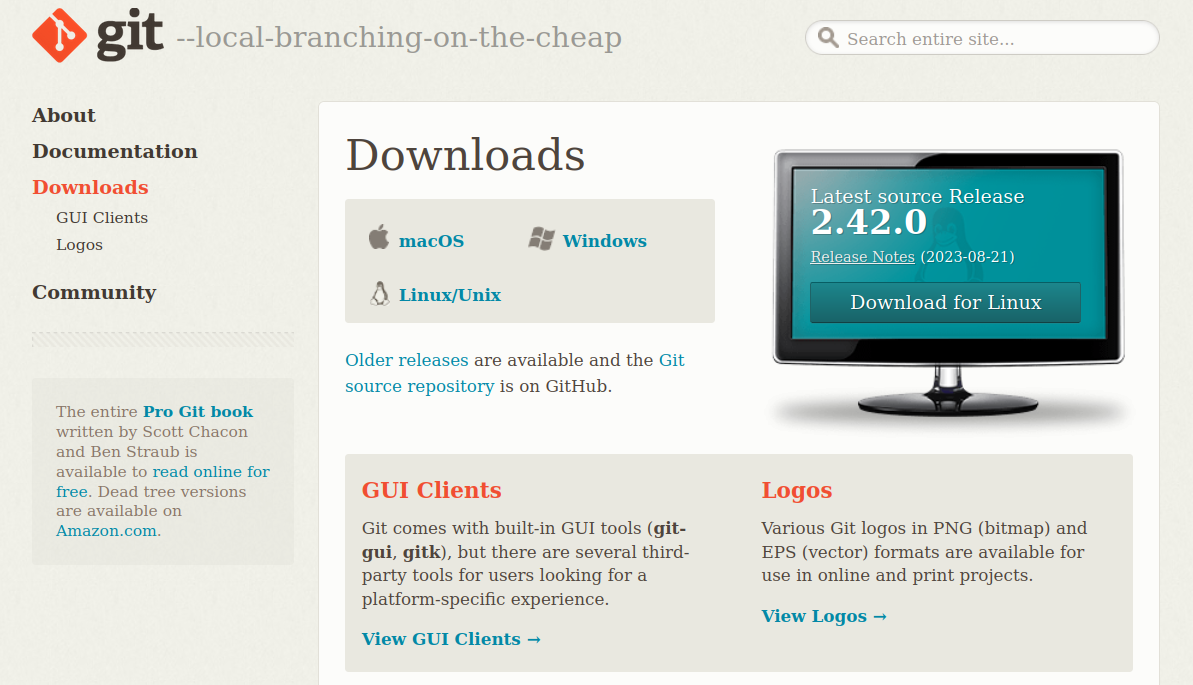 git --local-branching-on-the-cheap
Search entire site...
About
Documentation
Downloads
GUI Clients
Logos
Community
The entire Pro Git book
written by Scott Chacon
and Ben Straub is
available to read online for
free. Dead tree versions
are available on
Amazon.com.
Downloads
macOS
Windows
Linux/Unix
Older releases are available and the Git
source repository is on GitHub.
Latest source Release
2.42.0
Release Notes (2023-08-21)
Download for Linux
GUI Clients
Git comes with built-in GUI tools (git-
gui, gitk), but there are several third-
party tools for users looking for a
platform-specific experience.
View GUI Clients →
Logos
Various Git logos in PNG (bitmap) and
EPS (vector) formats are available for
use in online and print projects.
View Logos →